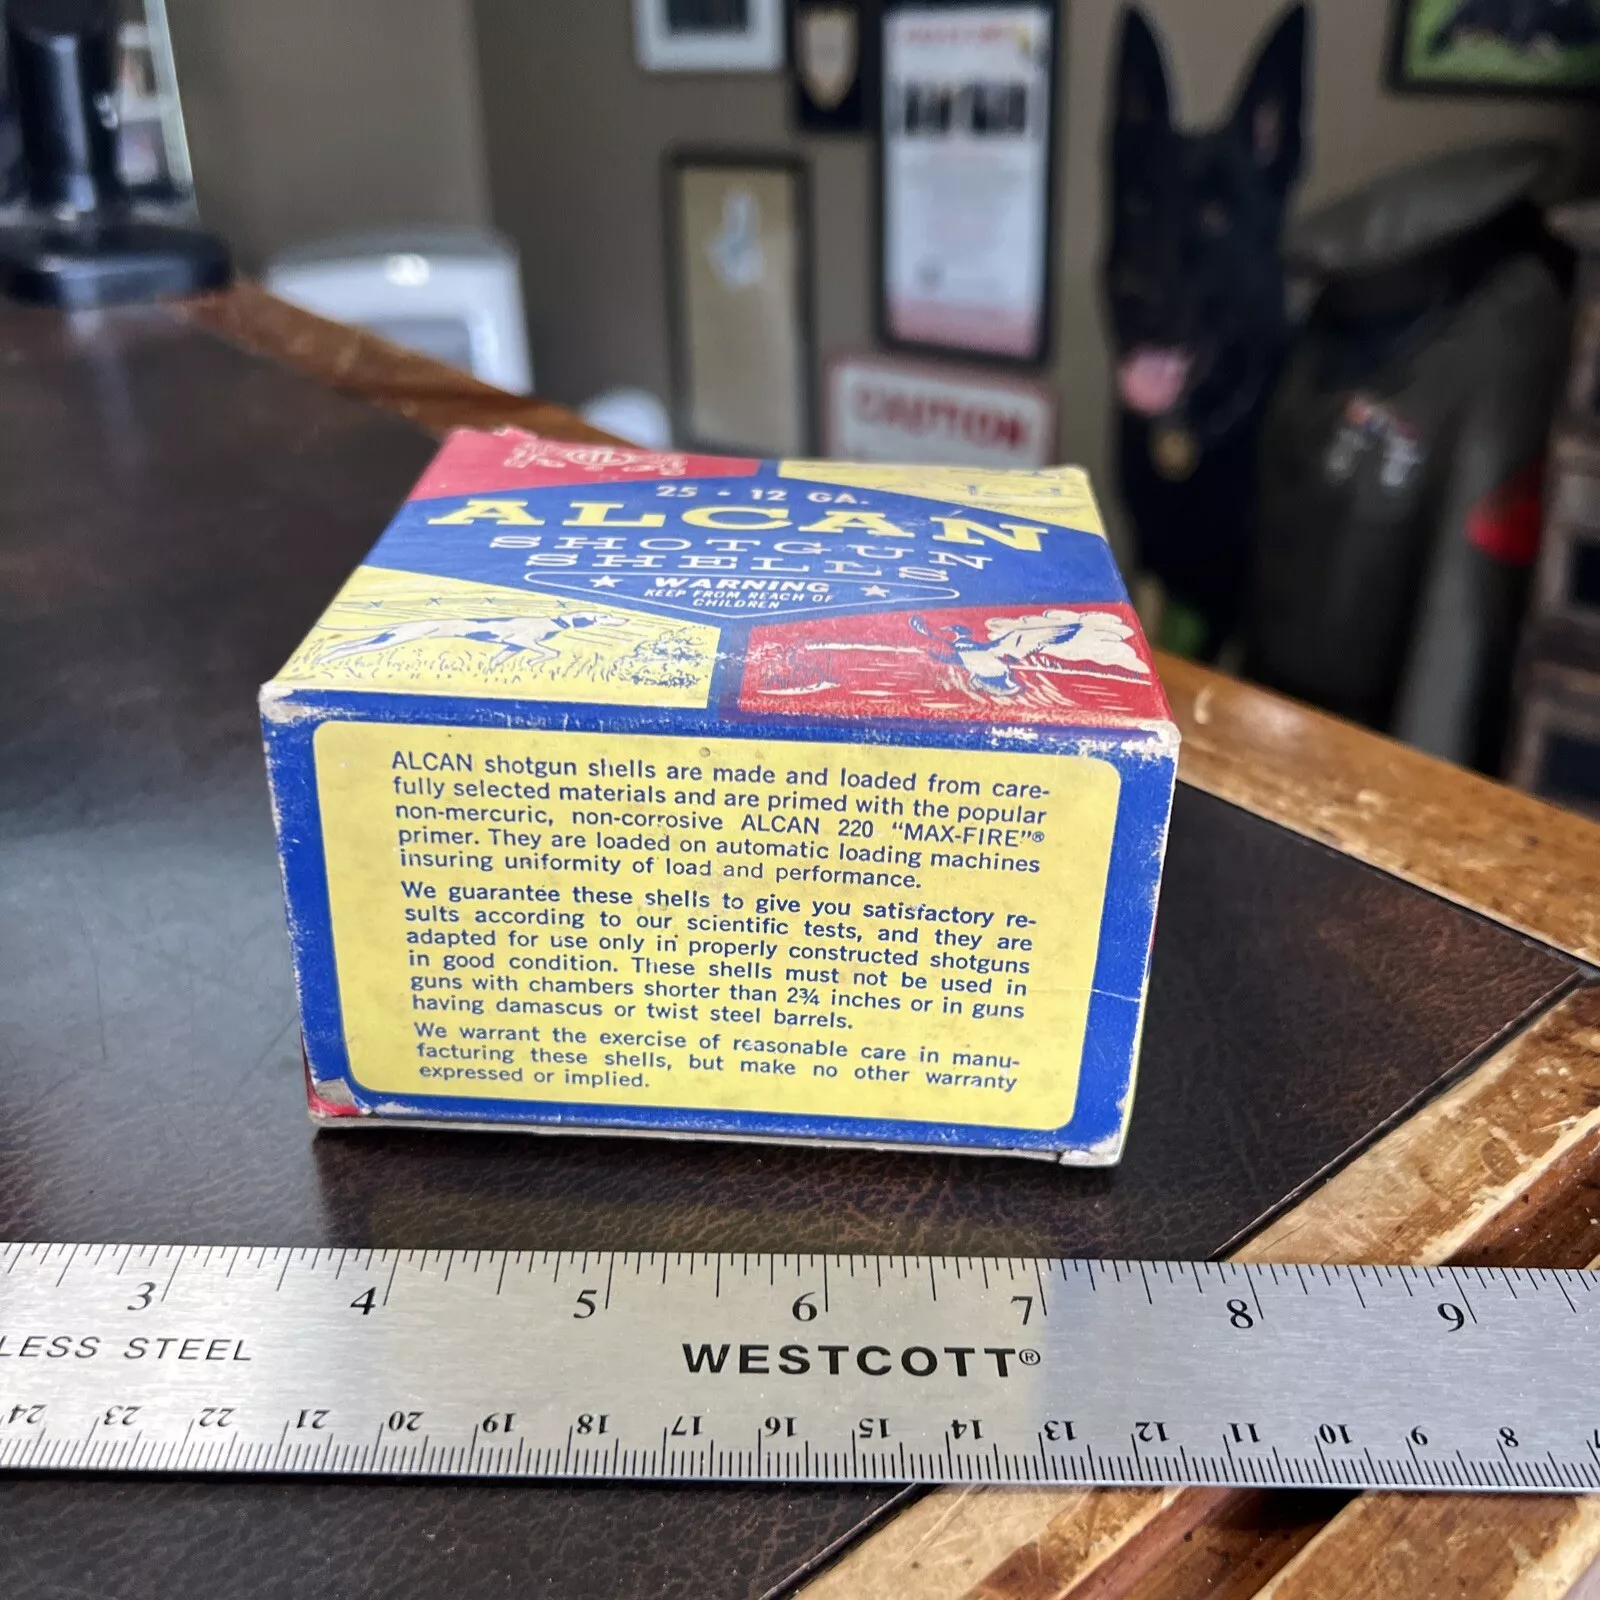 CAUTION
25 • 12 GA.
ALCAN
SHOTGUN
SHELLS
★ WARNING ★
KEEP FROM REACH OF
CHILDREN
ALCAN shotgun shells are made and loaded from care-
fully selected materials and are primed with the popular
non-mercuric, non-corrosive ALCAN 220 "MAX-FIRE"®
primer. They are loaded on automatic loading machines
insuring uniformity of load and performance.
We guarantee these shells to give you satisfactory re-
sults according to our scientific tests, and they are
adapted for use only in properly constructed shotguns
in good condition. These shells must not be used in
guns with chambers shorter than 2¾ inches or in guns
having damascus or twist steel barrels.
We warrant the exercise of reasonable care in manu-
facturing these shells, but make no other warranty
expressed or implied.
3 4 5 6 7 8 9
LESS STEEL WESTCOTT®
24 23 22 21 20 19 18 17 16 15 14 13 12 11 10 9 8